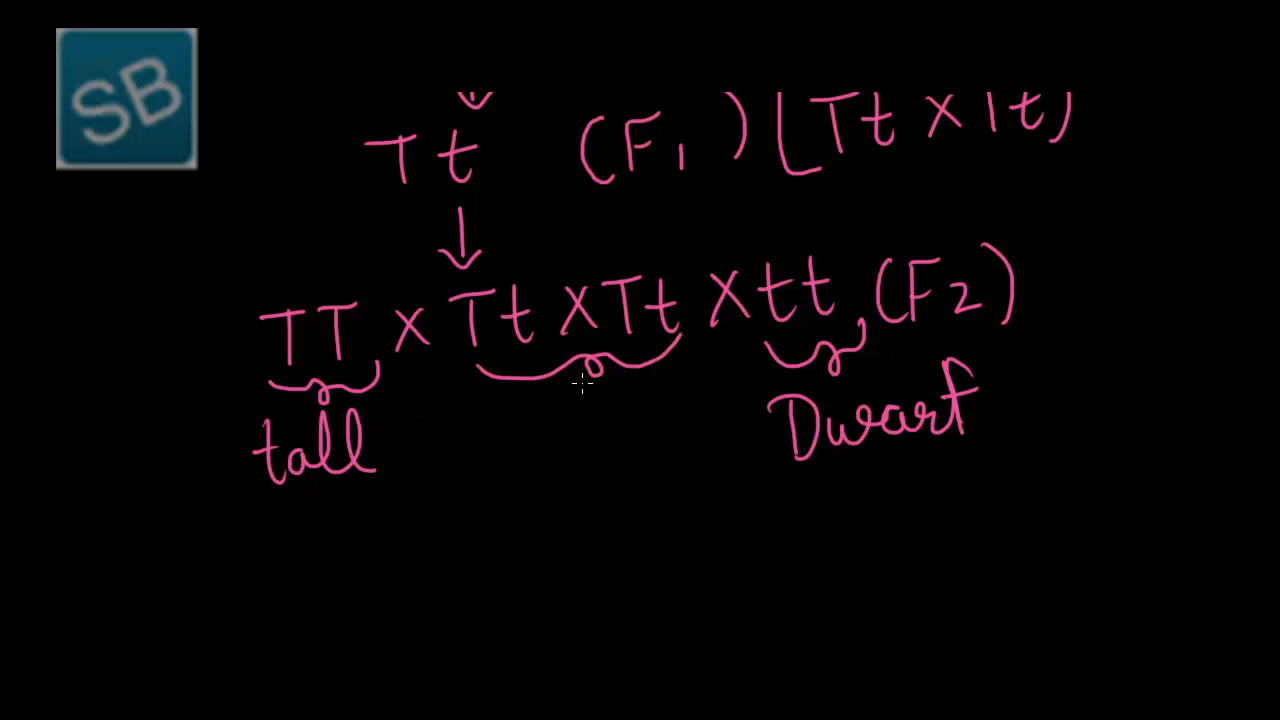 SB
Tt (F1) [Tt x Tt)
TT x Tt x Tt x tt (F2)
tall Dwarf